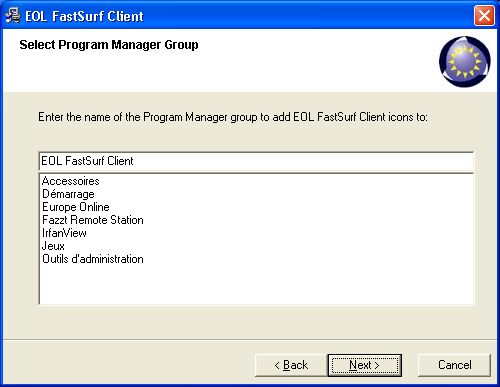 EOL FastSurf Client
Select Program Manager Group
Enter the name of the Program Manager group to add EOL FastSurf Client icons to:
EOL FastSurf Client
Accessoires
Démarrage
Europe Online
Fazzt Remote Station
IrfanView
Jeux
Outils d'administration
< Back
Next >
Cancel